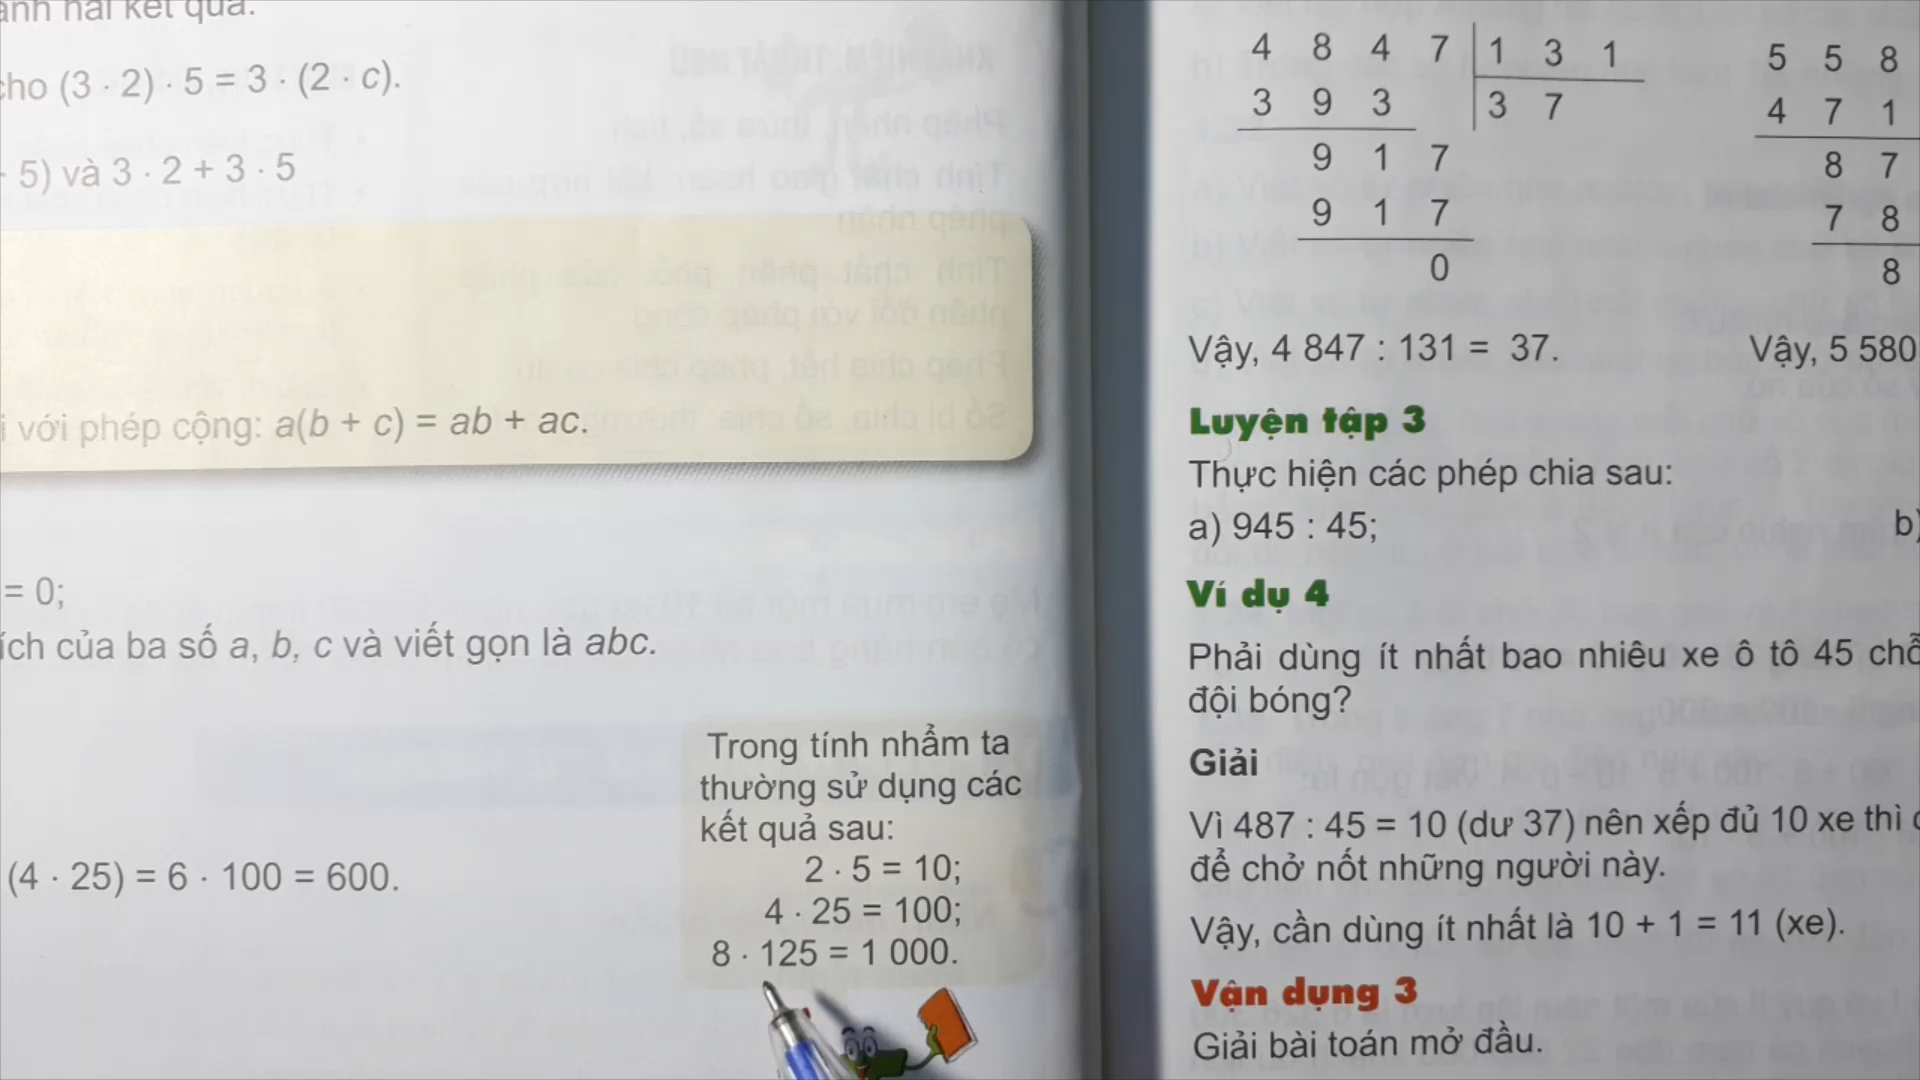 ành hai kết quả.
cho (3 · 2) · 5 = 3 · (2 · c).
5) và 3 · 2 + 3 · 5
với phép cộng: a(b + c) = ab + ac.
= 0;
ích của ba số a, b, c và viết gọn là abc.
(4 · 25) = 6 · 100 = 600.
Trong tính nhẩm ta
thường sử dụng các
kết quả sau:
2 · 5 = 10;
4 · 25 = 100;
8 · 125 = 1 000.
4 8 4 7 1 3 1
3 9 3 3 7
9 1 7
9 1 7
0
5 5 8
4 7 1
8 7
7 8
8
Vậy, 4 847 : 131 = 37.
Vậy, 5 580
Luyện tập 3
Thực hiện các phép chia sau:
a) 945 : 45;
b)
Ví dụ 4
Phải dùng ít nhất bao nhiêu xe ô tô 45 chỗ
đội bóng?
Giải
Vì 487 : 45 = 10 (dư 37) nên xếp đủ 10 xe thì
để chở nốt những người này.
Vậy, cần dùng ít nhất là 10 + 1 = 11 (xe).
Vận dụng 3
Giải bài toán mở đầu.